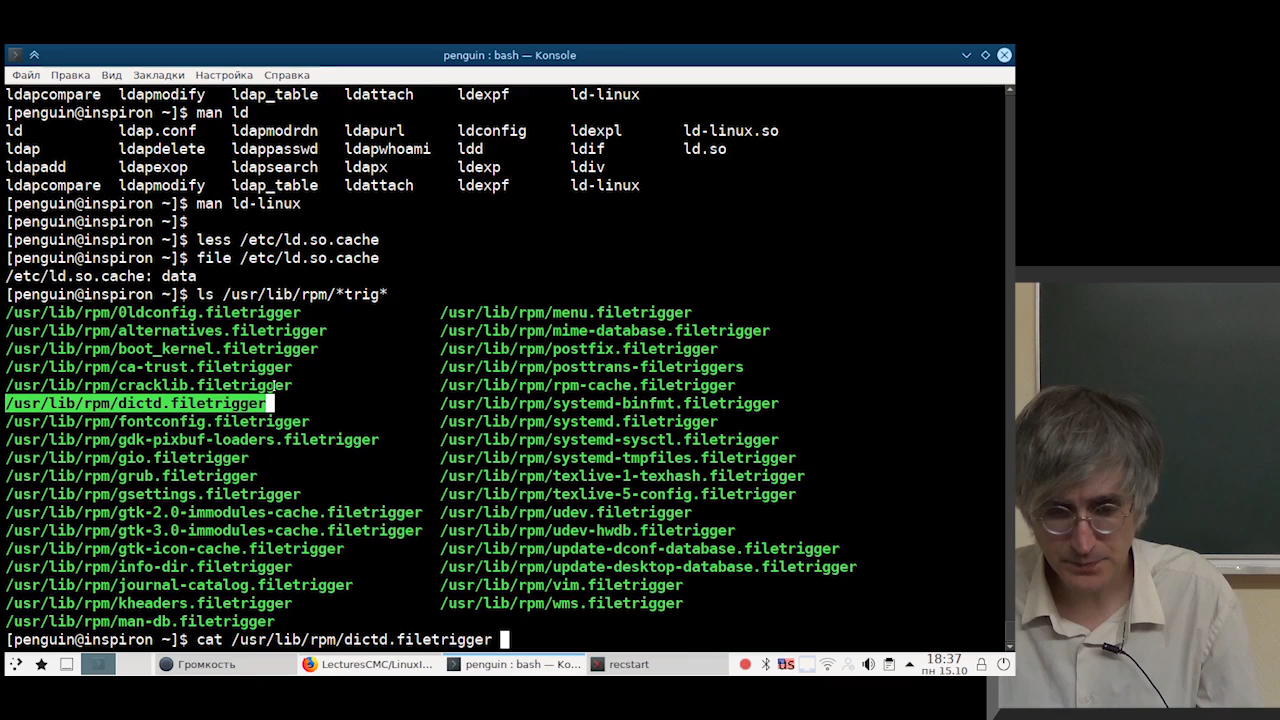 penguin : bash — Konsole
Файл Правка Вид Закладки Настройка Справка
ldapcompare ldapmodify ldap_table ldattach ldexpf ld-linux
[penguin@inspiron ~]$ man ld
ld ldap.conf ldapmodrdn ldapurl ldconfig ldexpl ld-linux.so
ldap ldapdelete ldappasswd ldapwhoami ldd ldif ld.so
ldapadd ldapexop ldapsearch ldapx ldexp ldiv
ldapcompare ldapmodify ldap_table ldattach ldexpf ld-linux
[penguin@inspiron ~]$ man ld-linux
[penguin@inspiron ~]$
[penguin@inspiron ~]$ less /etc/ld.so.cache
[penguin@inspiron ~]$ file /etc/ld.so.cache
/etc/ld.so.cache: data
[penguin@inspiron ~]$ ls /usr/lib/rpm/*trig*
/usr/lib/rpm/0ldconfig.filetrigger /usr/lib/rpm/menu.filetrigger
/usr/lib/rpm/alternatives.filetrigger /usr/lib/rpm/mime-database.filetrigger
/usr/lib/rpm/boot_kernel.filetrigger /usr/lib/rpm/postfix.filetrigger
/usr/lib/rpm/ca-trust.filetrigger /usr/lib/rpm/posttrans-filetriggers
/usr/lib/rpm/cracklib.filetrigger /usr/lib/rpm/rpm-cache.filetrigger
/usr/lib/rpm/dictd.filetrigger /usr/lib/rpm/systemd-binfmt.filetrigger
/usr/lib/rpm/fontconfig.filetrigger /usr/lib/rpm/systemd.filetrigger
/usr/lib/rpm/gdk-pixbuf-loaders.filetrigger /usr/lib/rpm/systemd-sysctl.filetrigger
/usr/lib/rpm/gio.filetrigger /usr/lib/rpm/systemd-tmpfiles.filetrigger
/usr/lib/rpm/grub.filetrigger /usr/lib/rpm/texlive-1-texhash.filetrigger
/usr/lib/rpm/gsettings.filetrigger /usr/lib/rpm/texlive-5-config.filetrigger
/usr/lib/rpm/gtk-2.0-immodules-cache.filetrigger /usr/lib/rpm/udev.filetrigger
/usr/lib/rpm/gtk-3.0-immodules-cache.filetrigger /usr/lib/rpm/udev-hwdb.filetrigger
/usr/lib/rpm/gtk-icon-cache.filetrigger /usr/lib/rpm/update-dconf-database.filetrigger
/usr/lib/rpm/info-dir.filetrigger /usr/lib/rpm/update-desktop-database.filetrigger
/usr/lib/rpm/journal-catalog.filetrigger /usr/lib/rpm/vim.filetrigger
/usr/lib/rpm/kheaders.filetrigger /usr/lib/rpm/wms.filetrigger
/usr/lib/rpm/man-db.filetrigger
[penguin@inspiron ~]$ cat /usr/lib/rpm/dictd.filetrigger
Громкость LecturesCMC/LinuxI... penguin : bash — Ko... recstart US 18:37
пн 15.10